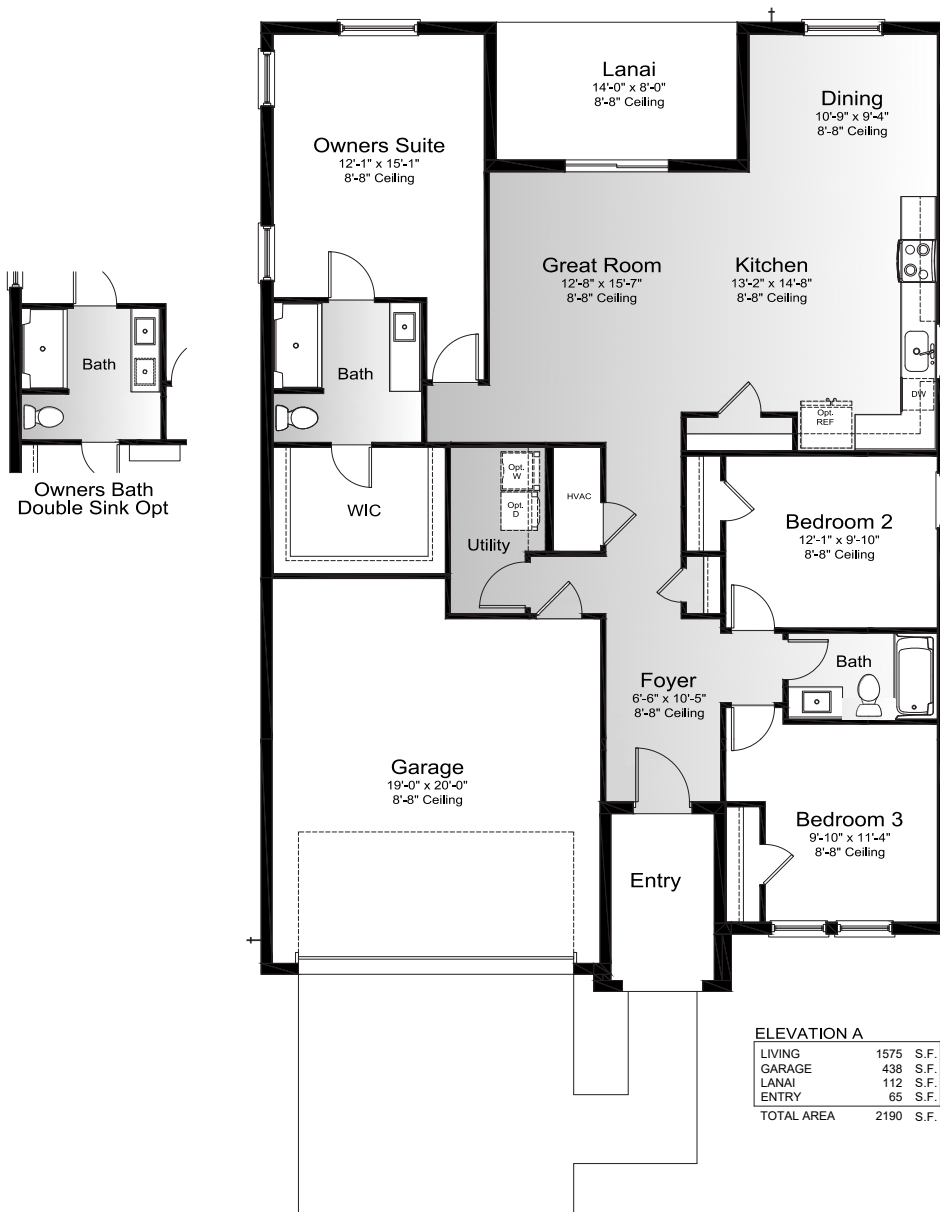 Lanai
14'-0" x 8'-0"
8'-8" Ceiling
Dining
10'-9" x 9'-4"
8'-8" Ceiling
Owners Suite
12'-1" x 15'-1"
8'-8" Ceiling
Great Room
12'-8" x 15'-7"
8'-8" Ceiling
Kitchen
13'-2" x 14'-8"
8'-8" Ceiling
Bath
Bath
DW
Opt.
REF
Owners Bath
Double Sink Opt
WIC
Opt.
W
Opt.
D
HVAC
Utility
Bedroom 2
12'-1" x 9'-10"
8'-8" Ceiling
Bath
Foyer
6'-6" x 10'-5"
8'-8" Ceiling
Garage
19'-0" x 20'-0"
8'-8" Ceiling
Bedroom 3
9'-10" x 11'-4"
8'-8" Ceiling
Entry
ELEVATION A
LIVING 1575 S.F.
GARAGE 438 S.F.
LANAI 112 S.F.
ENTRY 65 S.F.
TOTAL AREA 2190 S.F.